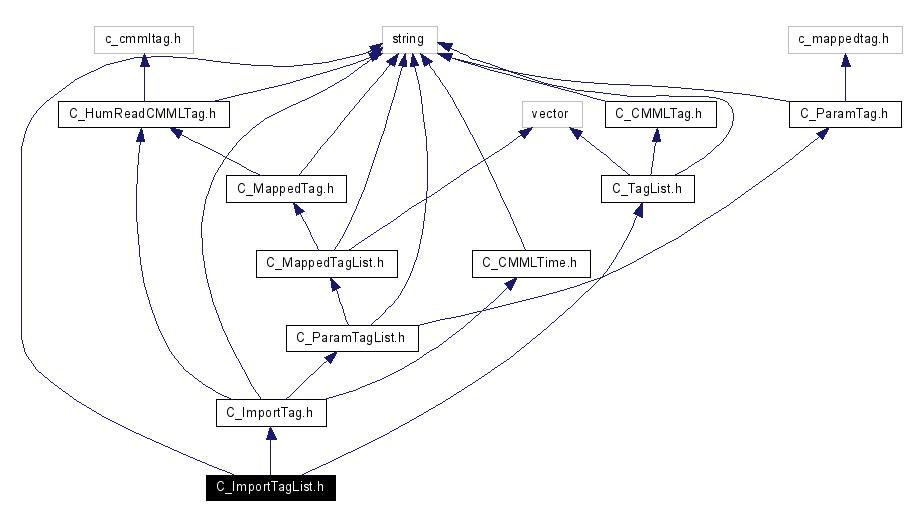 c_cmmltag.h
string
c_mappedtag.h
C_HumReadCMMLTag.h
vector
C_CMMLTag.h
C_ParamTag.h
C_MappedTag.h
C_TagList.h
C_MappedTagList.h
C_CMMLTime.h
C_ParamTagList.h
C_ImportTag.h
C_ImportTagList.h